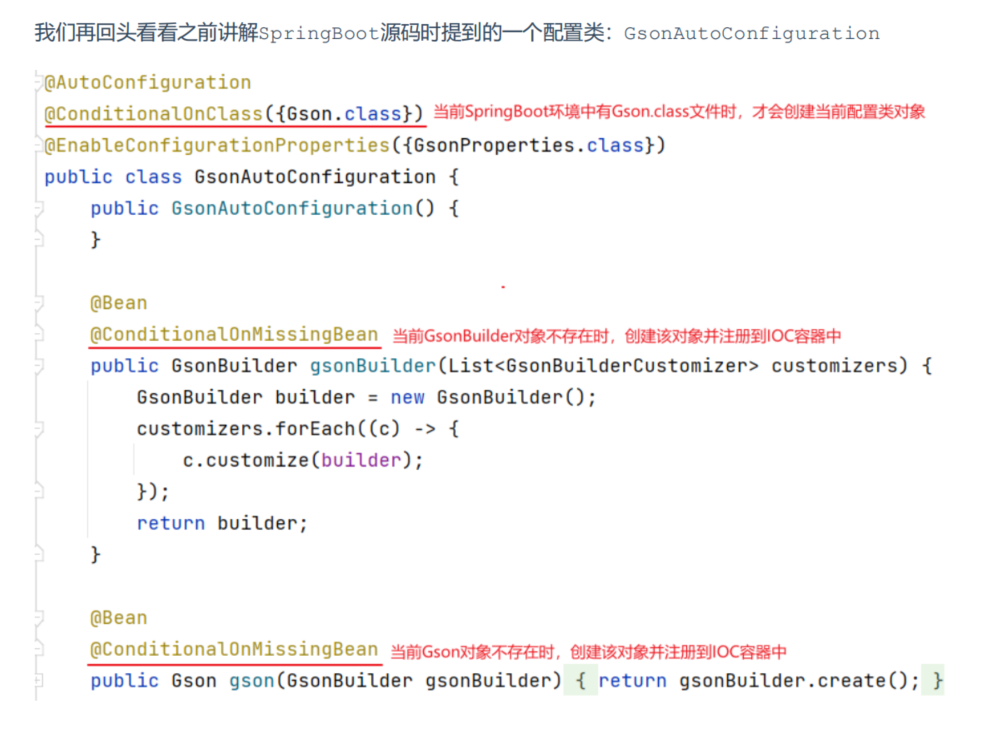 我们再回头看看之前讲解SpringBoot源码时提到的一个配置类：GsonAutoConfiguration
@AutoConfiguration
@ConditionalOnClass({Gson.class}) 当前SpringBoot环境中有Gson.class文件时，才会创建当前配置类对象
@EnableConfigurationProperties({GsonProperties.class})
public class GsonAutoConfiguration {
public GsonAutoConfiguration() {
}
@Bean
@ConditionalOnMissingBean 当前GsonBuilder对象不存在时，创建该对象并注册到IOC容器中
public GsonBuilder gsonBuilder(List<GsonBuilderCustomizer> customizers) {
GsonBuilder builder = new GsonBuilder();
customizers.forEach((c) -> {
c.customize(builder);
});
return builder;
}
@Bean
@ConditionalOnMissingBean 当前Gson对象不存在时，创建该对象并注册到IOC容器中
public Gson gson(GsonBuilder gsonBuilder) { return gsonBuilder.create(); }